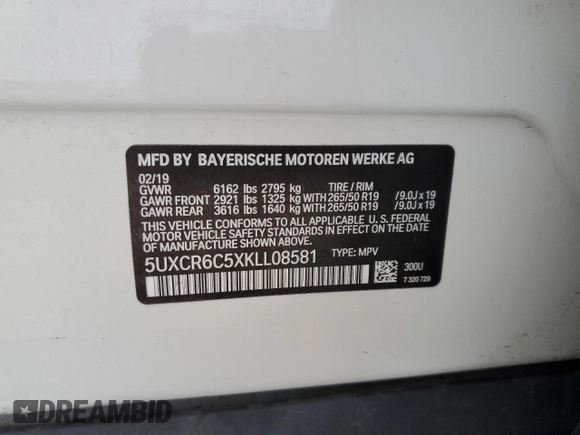 MFD BY BAYERISCHE MOTOREN WERKE AG
02/19
GVWR 6162 lbs 2795 kg TIRE / RIM
GAWR FRONT 2921 lbs 1325 kg 265/50 R19 /9.0J x 19
GAWR REAR 3616 lbs 1640 kg 265/50 R19 /9.0J x 19
THIS VEHICLE CONFORMS TO ALL APPLICABLE U.S. FEDERAL
MOTOR VEHICLE SAFETY STANDARDS IN EFFECT ON THE
DATE OF MANUFACTURE SHOWN ABOVE.
5UXCR6C5XKLL08581 TYPE: MPV
300U
7 320 729
DREAMBID